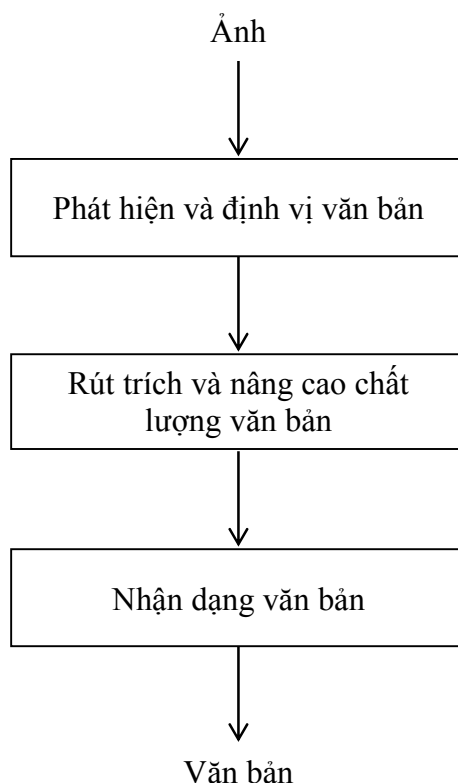 Ảnh
Phát hiện và định vị văn bản
Rút trích và nâng cao chất
lượng văn bản
Nhận dạng văn bản
Văn bản